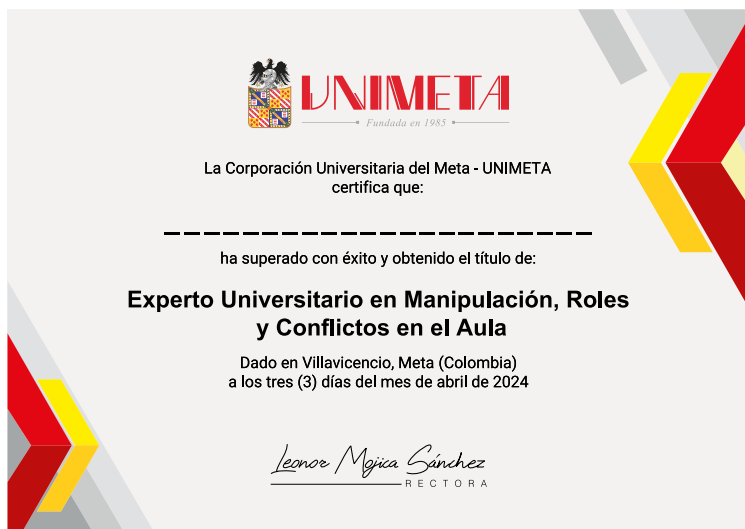 UNIMETA
Fundada en 1985
La Corporación Universitaria del Meta - UNIMETA
certifica que:
ha superado con éxito y obtenido el título de:
Experto Universitario en Manipulación, Roles
y Conflictos en el Aula
Dado en Villavicencio, Meta (Colombia)
a los tres (3) días del mes de abril de 2024
Leonor Mojica Sánchez
RECTORA